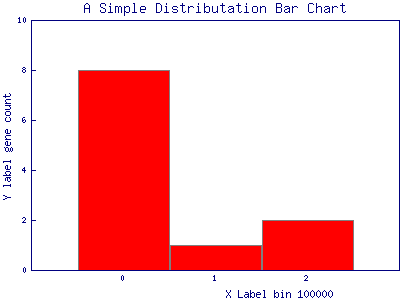 A Simple Distributation Bar Chart
10
8
6
4
2
0
Y label gene count
0 1 2
X Label bin 100000